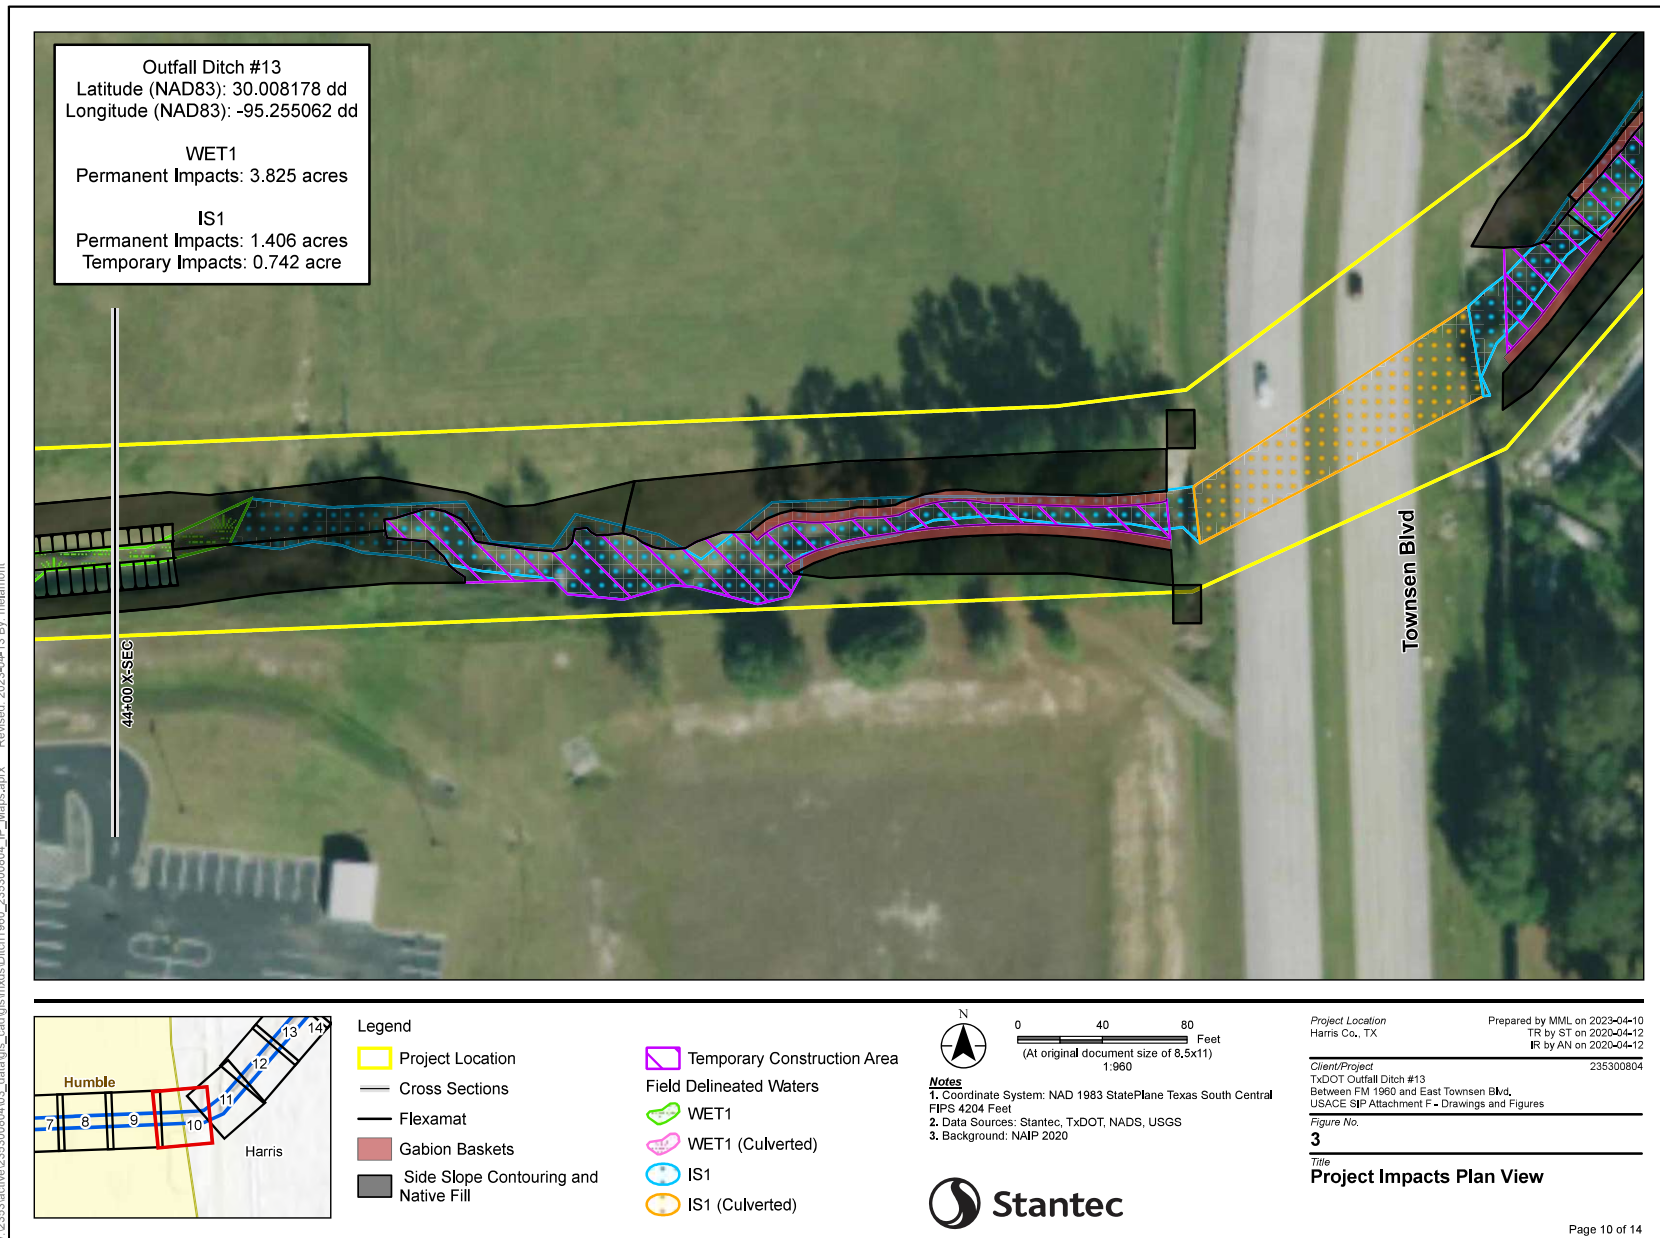 Outfall Ditch #13
Latitude (NAD83): 30.008178 dd
Longitude (NAD83): -95.255062 dd
WET1
Permanent Impacts: 3.825 acres
IS1
Permanent Impacts: 1.406 acres
Temporary Impacts: 0.742 acre
44+00 X-SEC
Townsen Blvd
Humble
7
8
9
10
11
12
13
14
Harris
Legend
Project Location
Cross Sections
Flexamat
Gabion Baskets
Side Slope Contouring and
Native Fill
Temporary Construction Area
Field Delineated Waters
WET1
WET1 (Culverted)
IS1
IS1 (Culverted)
N
0 40 80
Feet
(At original document size of 8.5x11)
1:960
Notes
1. Coordinate System: NAD 1983 StatePlane Texas South Central
FIPS 4204 Feet
2. Data Sources: Stantec, TxDOT, NADS, USGS
3. Background: NAIP 2020
Stantec
Project Location
Harris Co., TX
Prepared by MML on 2023-04-10
TR by ST on 2020-04-12
IR by AN on 2020-04-12
Client/Project 235300804
TxDOT Outfall Ditch #13
Between FM 1960 and East Townsen Blvd.
USACE SIP Attachment F - Drawings and Figures
Figure No.
3
Title
Project Impacts Plan View
Page 10 of 14